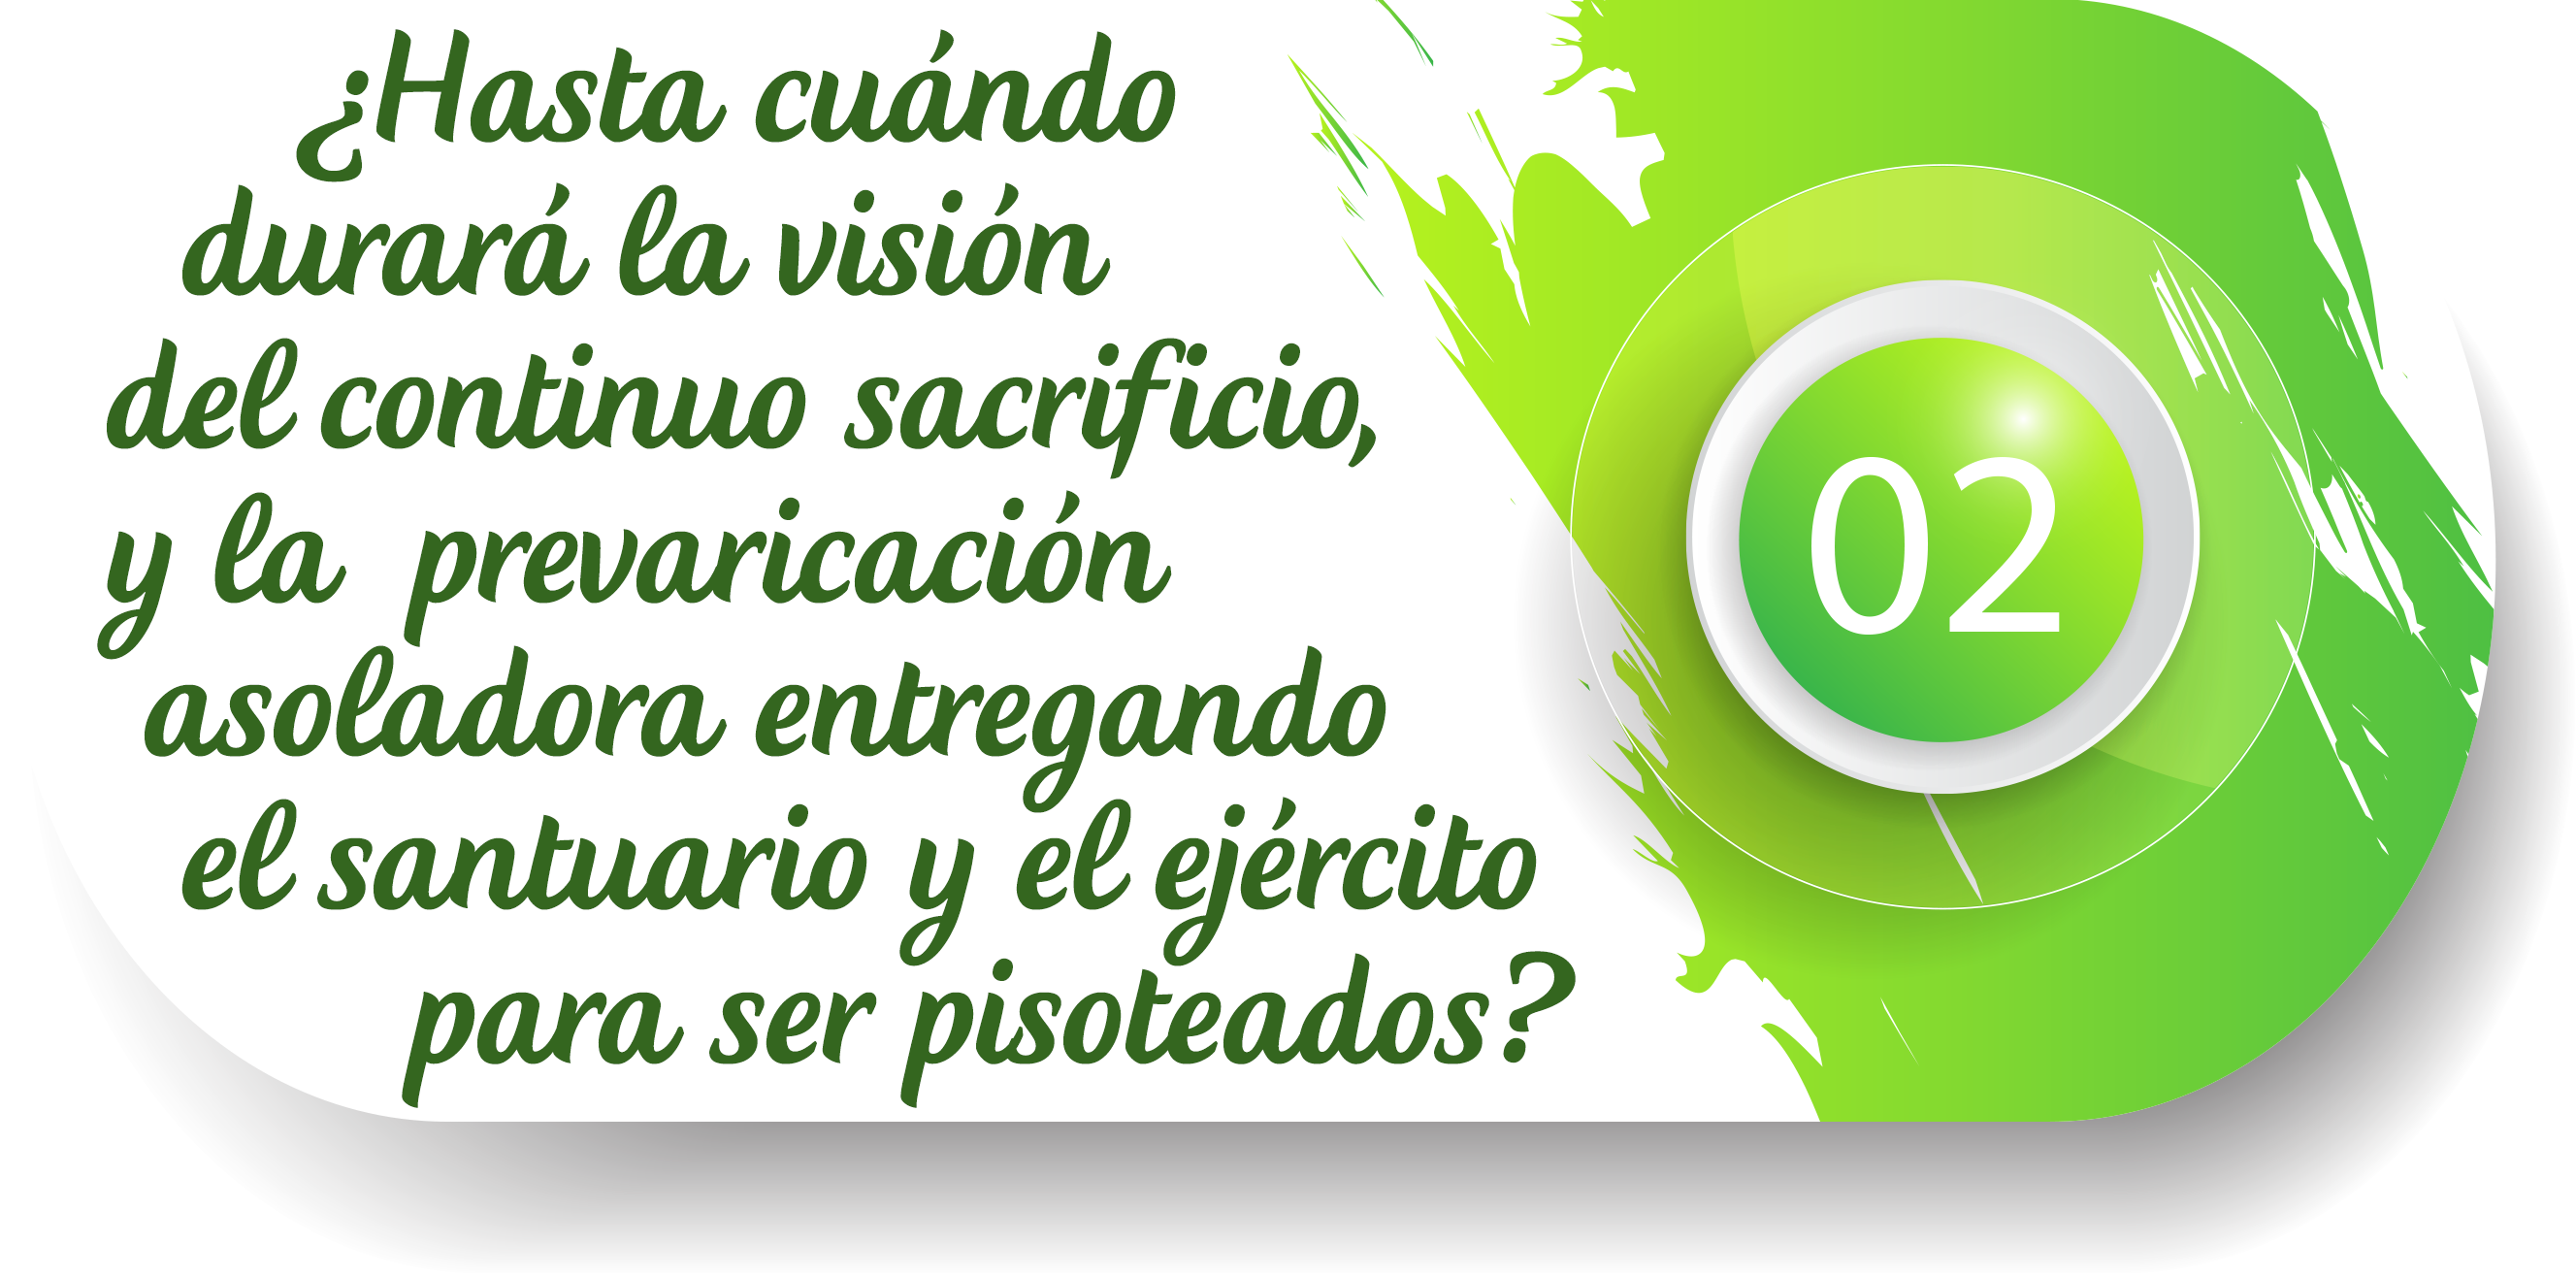 ¿Hasta cuándo
durará la visión
del continuo sacrificio,
y la prevaricación
asoladora entregando
el santuario y el ejército
para ser pisoteados?
02